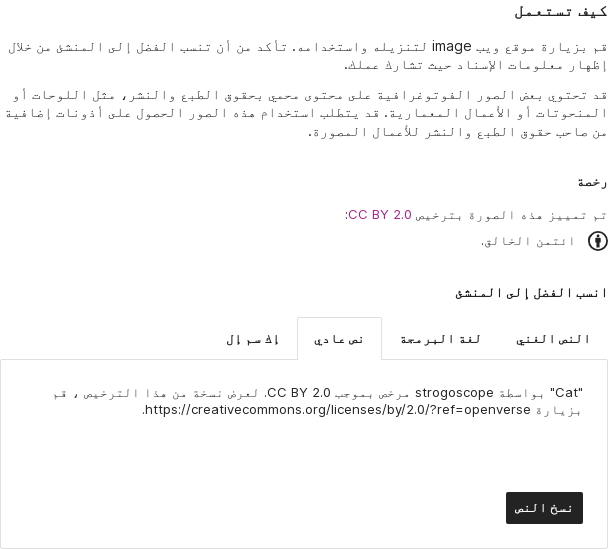 كيف تستعمل
قم بزيارة موقع ويب image لتنزيله واستخدامه. تأكد من أن تنسب الفضل إلى المنشئ من خلال
إظهار معلومات الإسناد حيث تشارك عملك.
قد تحتوي بعض الصور الفوتوغرافية على محتوى محمي بحقوق الطبع والنشر، مثل اللوحات أو
المنحوتات أو الأعمال المعمارية. قد يتطلب استخدام هذه الصور الحصول على أذونات إضافية
من صاحب حقوق الطبع والنشر للأعمال المصورة.
رخصة
تم تمييز هذه الصورة بترخيص CC BY 2.0:
ائتمن الخالق.
انسب الفضل إلى المنشئ
النص الغني لغة البرمجة نص عادي إك سم إل
"Cat" بواسطة strogoscope مرخص بموجب CC BY 2.0. لعرض نسخة من هذا الترخيص ، قم
بزيارة https://creativecommons.org/licenses/by/2.0/?ref=openverse.
نسخ النص